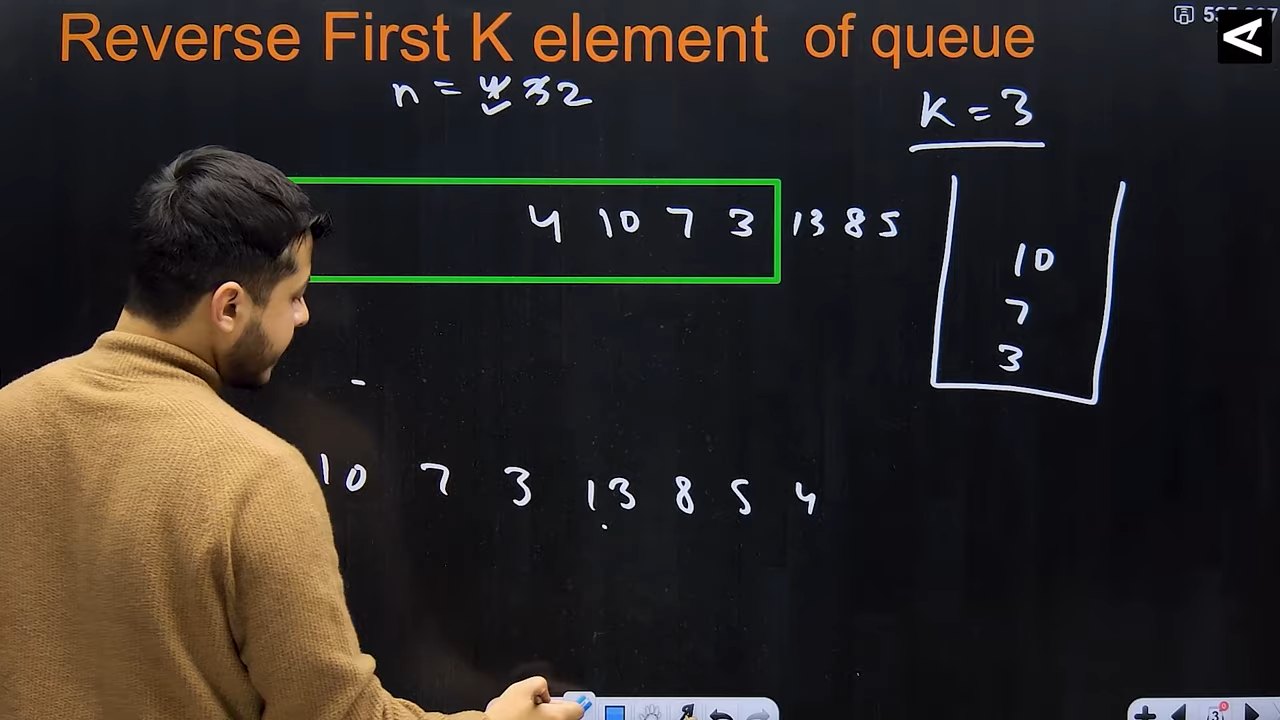 Reverse First K element of queue
n = 4 3 2
K = 3
4 10 7 3 13 8 5
10
7
3
10 7 3 13 8 5 4